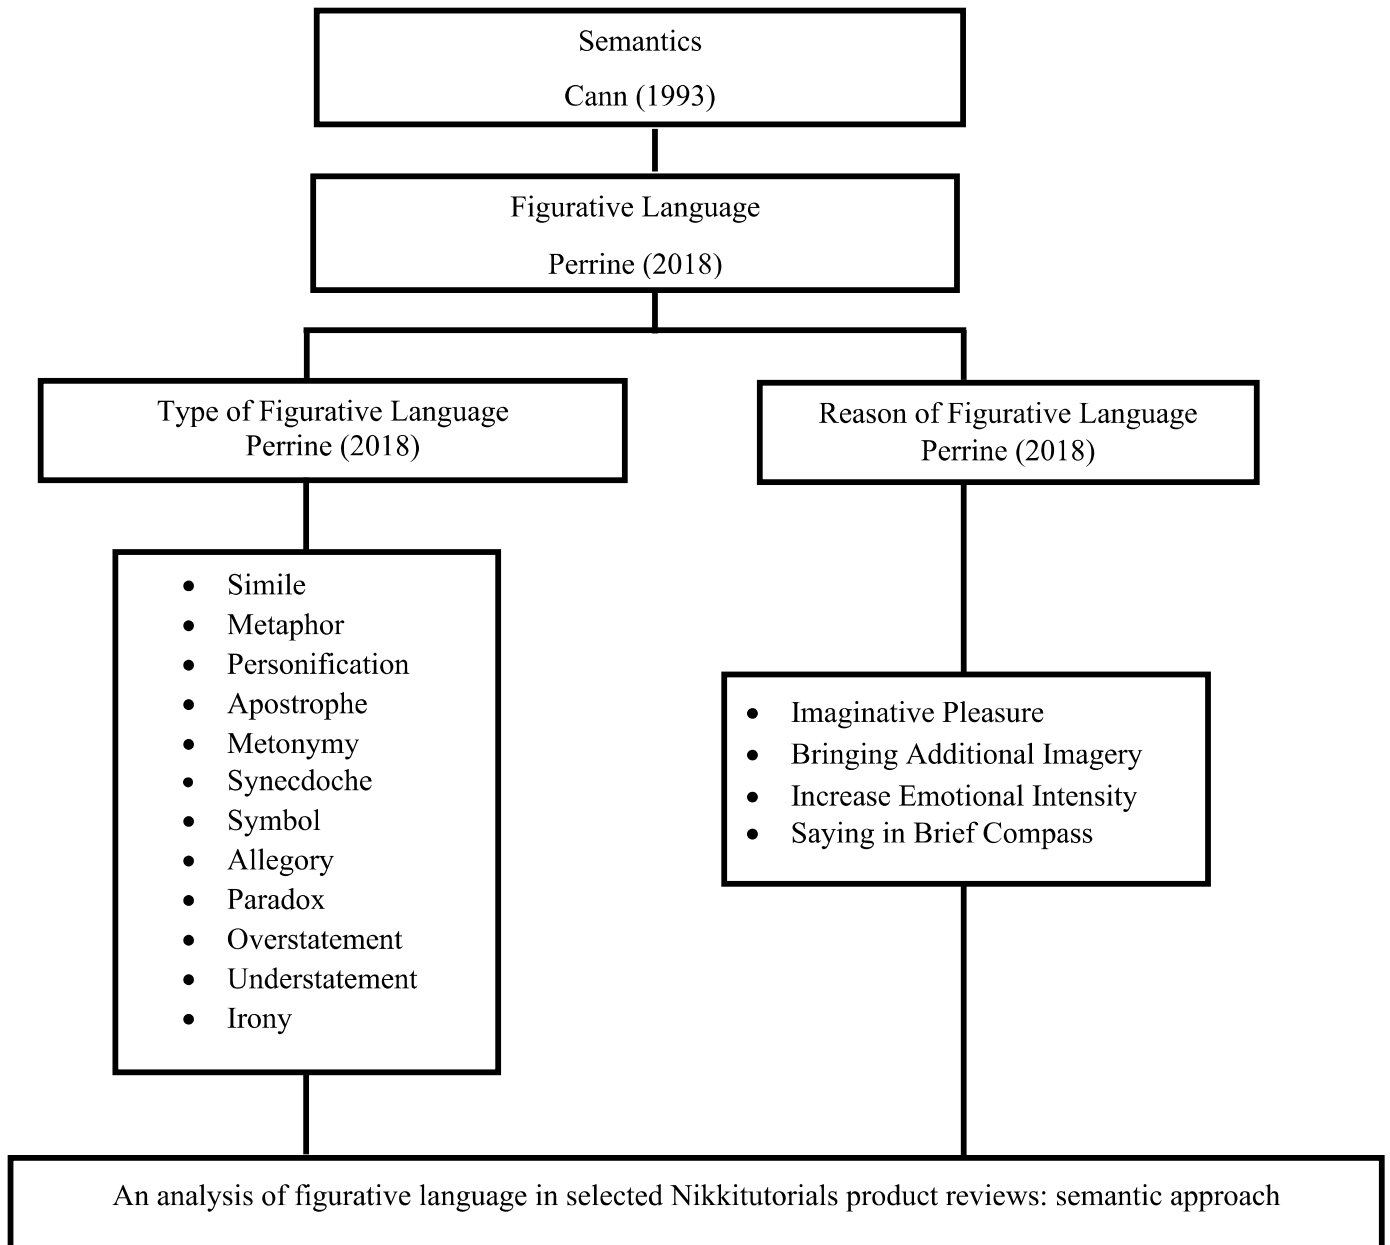 Semantics
Cann (1993)
Figurative Language
Perrine (2018)
Type of Figurative Language
Perrine (2018)
Reason of Figurative Language
Perrine (2018)
• Simile
• Metaphor
• Personification
• Apostrophe
• Metonymy
• Synecdoche
• Symbol
• Allegory
• Paradox
• Overstatement
• Understatement
• Irony
• Imaginative Pleasure
• Bringing Additional Imagery
• Increase Emotional Intensity
• Saying in Brief Compass
An analysis of figurative language in selected Nikkitutorials product reviews: semantic approach